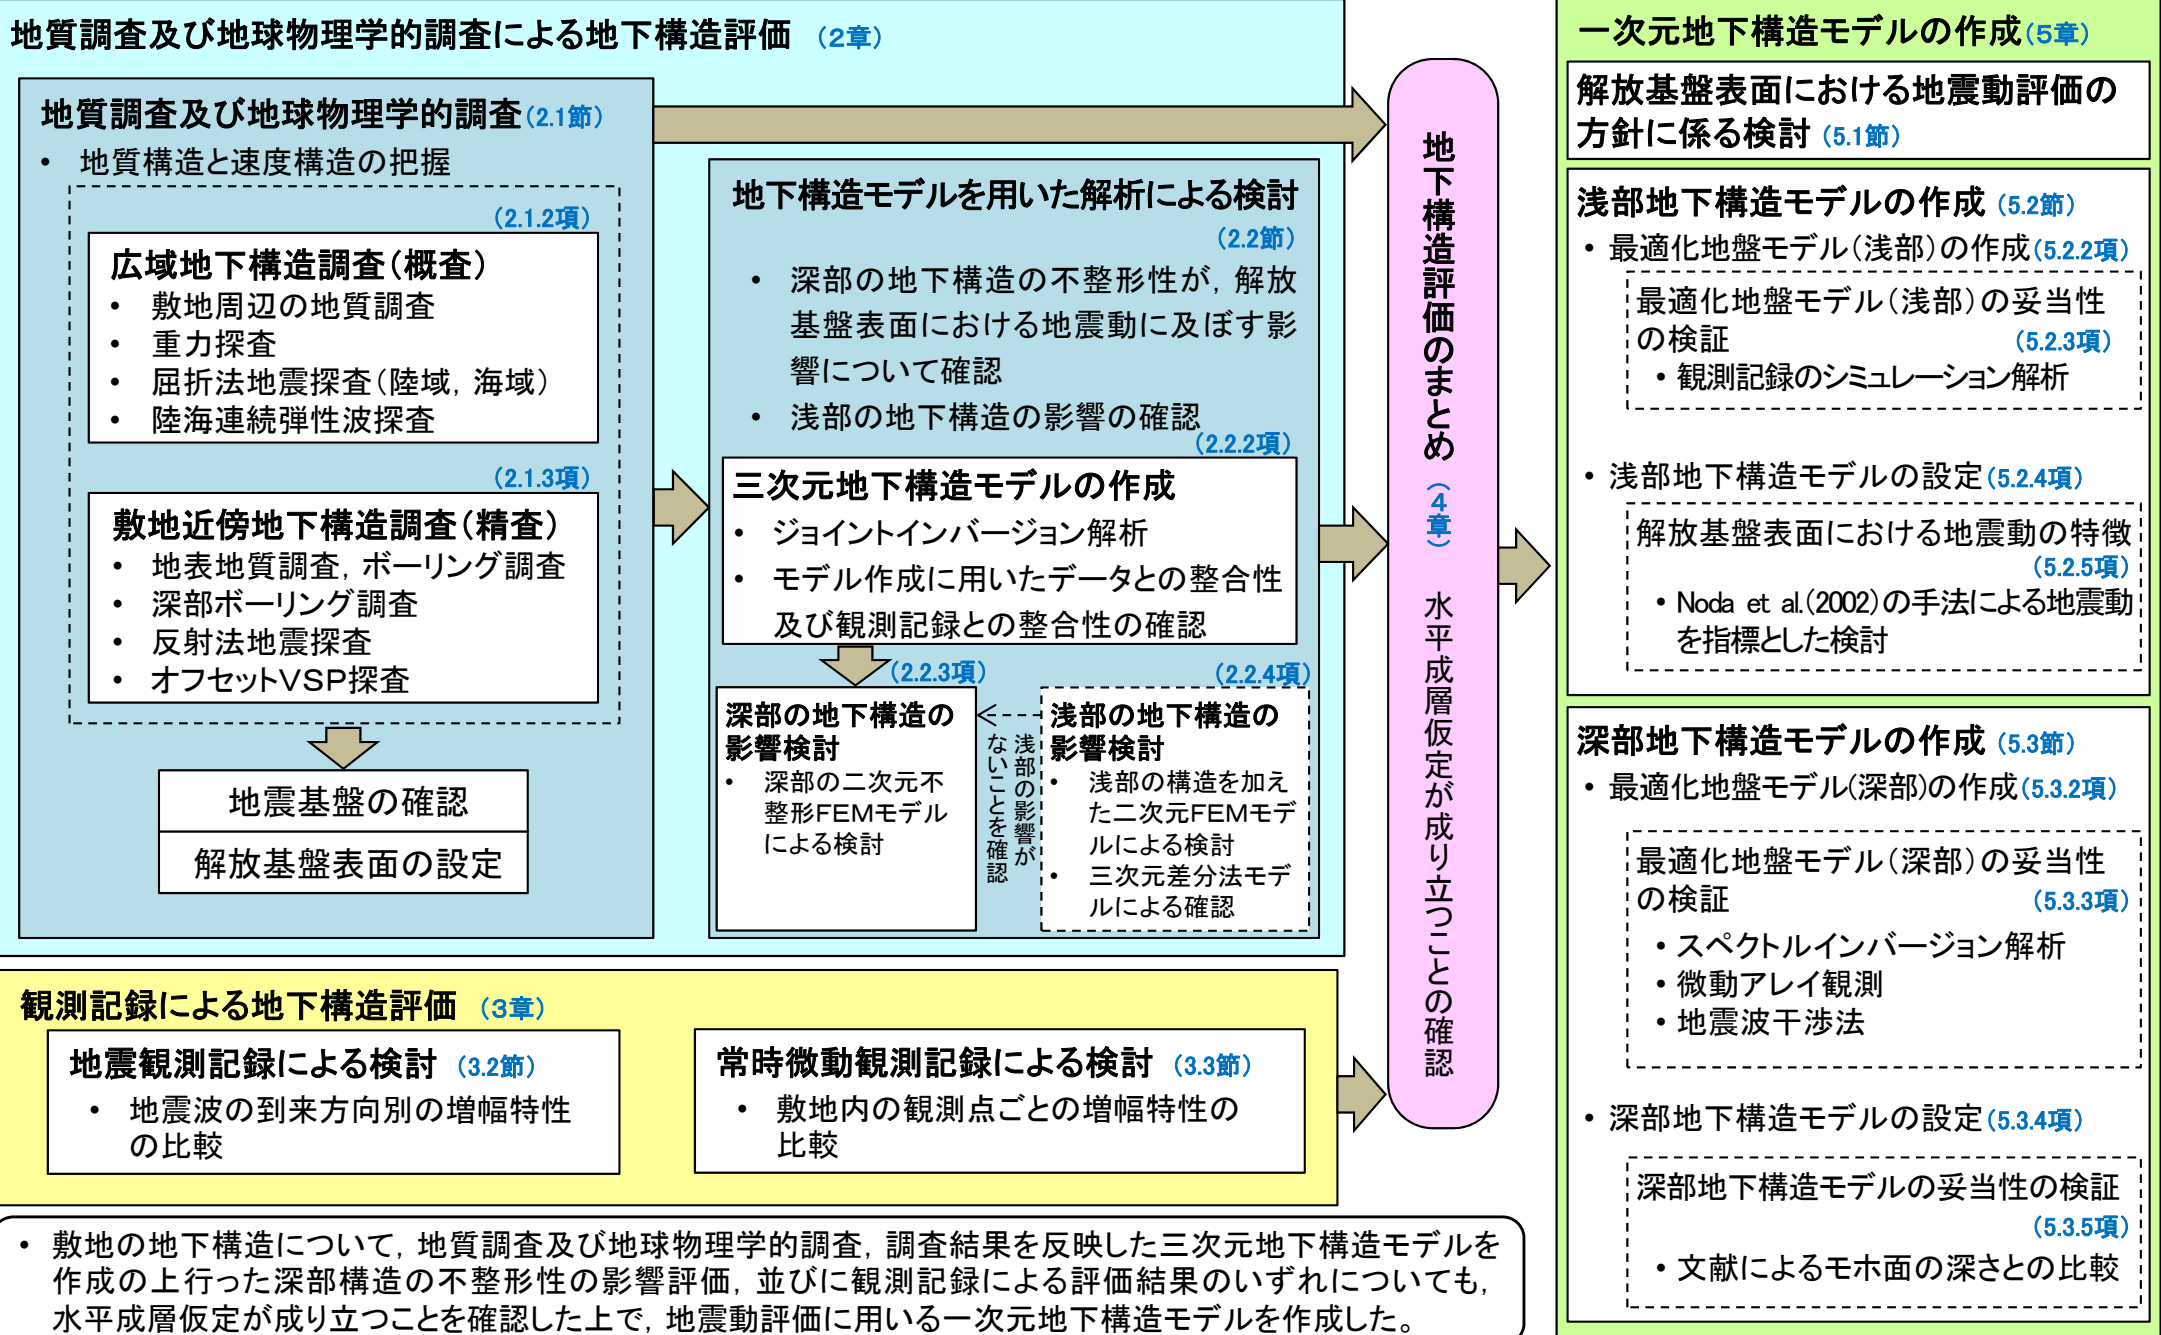 地質調査及び地球物理学的調査による地下構造評価 （2章）
地質調査及び地球物理学的調査（2.1節）
• 地質構造と速度構造の把握
（2.1.2項）
広域地下構造調査（概査）
• 敷地周辺の地質調査
• 重力探査
• 屈折法地震探査（陸域，海域）
• 陸海連続弾性波探査
（2.1.3項）
敷地近傍地下構造調査（精査）
• 地表地質調査，ボーリング調査
• 深部ボーリング調査
• 反射法地震探査
• オフセットVSP探査
地震基盤の確認
解放基盤表面の設定
地下構造モデルを用いた解析による検討
（2.2節）
• 深部の地下構造の不整形性が，解放
基盤表面における地震動に及ぼす影
響について確認
• 浅部の地下構造の影響の確認
（2.2.2項）
三次元地下構造モデルの作成
• ジョイントインバージョン解析
• モデル作成に用いたデータとの整合性
及び観測記録との整合性の確認
（2.2.3項）
深部の地下構造の
影響検討
• 深部の二次元不
整形FEMモデル
による検討
浅部の影響が
ないことを確認
（2.2.4項）
浅部の地下構造の
影響検討
• 浅部の構造を加え
た二次元FEMモデ
ルによる検討
• 三次元差分法モデ
ルによる確認
観測記録による地下構造評価 （3章）
地震観測記録による検討 （3.2節）
• 地震波の到来方向別の増幅特性
の比較
常時微動観測記録による検討 （3.3節）
• 敷地内の観測点ごとの増幅特性の
比較
地下構造評価のまとめ（4章） 水平成層仮定が成り立つことの確認
一次元地下構造モデルの作成（5章）
解放基盤表面における地震動評価の
方針に係る検討（5.1節）
浅部地下構造モデルの作成（5.2節）
• 最適化地盤モデル（浅部）の作成（5.2.2項）
最適化地盤モデル（浅部）の妥当性
の検証 （5.2.3項）
• 観測記録のシミュレーション解析
• 浅部地下構造モデルの設定（5.2.4項）
解放基盤表面における地震動の特徴
（5.2.5項）
• Noda et al.（2002）の手法による地震動
を指標とした検討
深部地下構造モデルの作成（5.3節）
• 最適化地盤モデル(深部)の作成（5.3.2項）
最適化地盤モデル（深部）の妥当性
の検証 （5.3.3項）
• スペクトルインバージョン解析
• 微動アレイ観測
• 地震波干渉法
• 深部地下構造モデルの設定（5.3.4項）
深部地下構造モデルの妥当性の検証
（5.3.5項）
• 文献によるモホ面の深さとの比較
• 敷地の地下構造について，地質調査及び地球物理学的調査，調査結果を反映した三次元地下構造モデルを
作成の上行った深部構造の不整形性の影響評価，並びに観測記録による評価結果のいずれについても，
水平成層仮定が成り立つことを確認した上で，地震動評価に用いる一次元地下構造モデルを作成した。